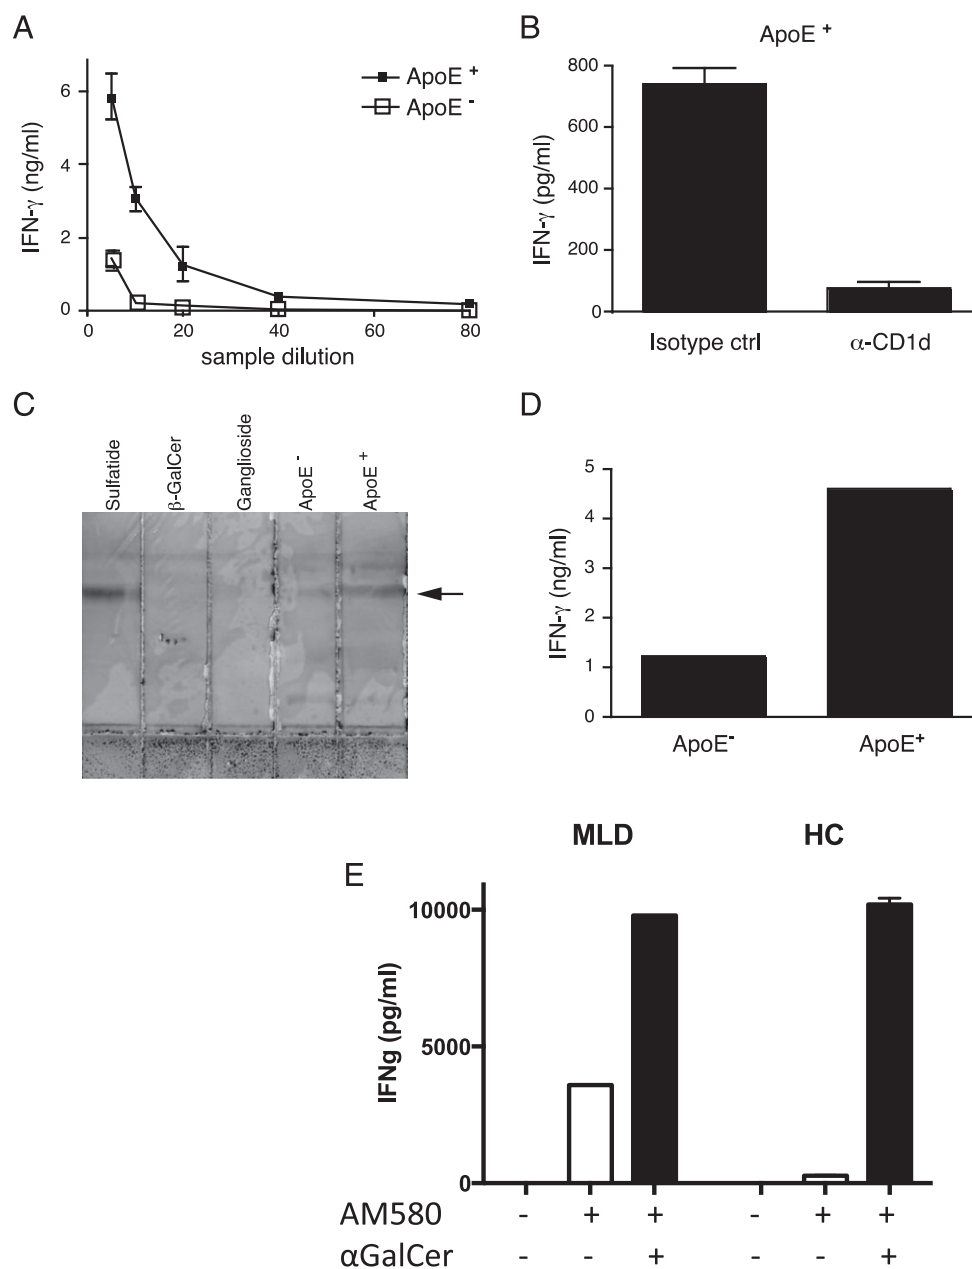 A
ApoE +
ApoE -
IFN-γ (ng/ml)
6
4
2
0
0
20
40
60
80
sample dilution
B
ApoE +
IFN-γ (pg/ml)
800
600
400
200
0
Isotype ctrl
α-CD1d
C
Sulfatide
β-GalCer
Ganglioside
ApoE -
ApoE +
D
IFN-γ (ng/ml)
5
4
3
2
1
0
ApoE-
ApoE+
E
MLD
HC
IFNg (pg/ml)
10000
5000
0
AM580 - + + - + +
αGalCer - - + - - +